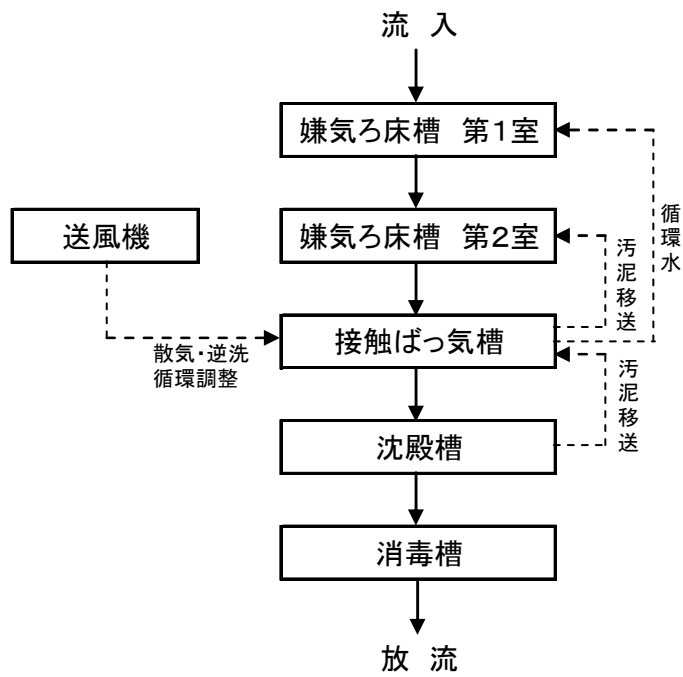 流 入
嫌気ろ床槽 第1室
送風機
嫌気ろ床槽 第2室
汚泥移送
循環水
散気・逆洗
循環調整
接触ばっ気槽
汚泥移送
沈殿槽
消毒槽
放 流